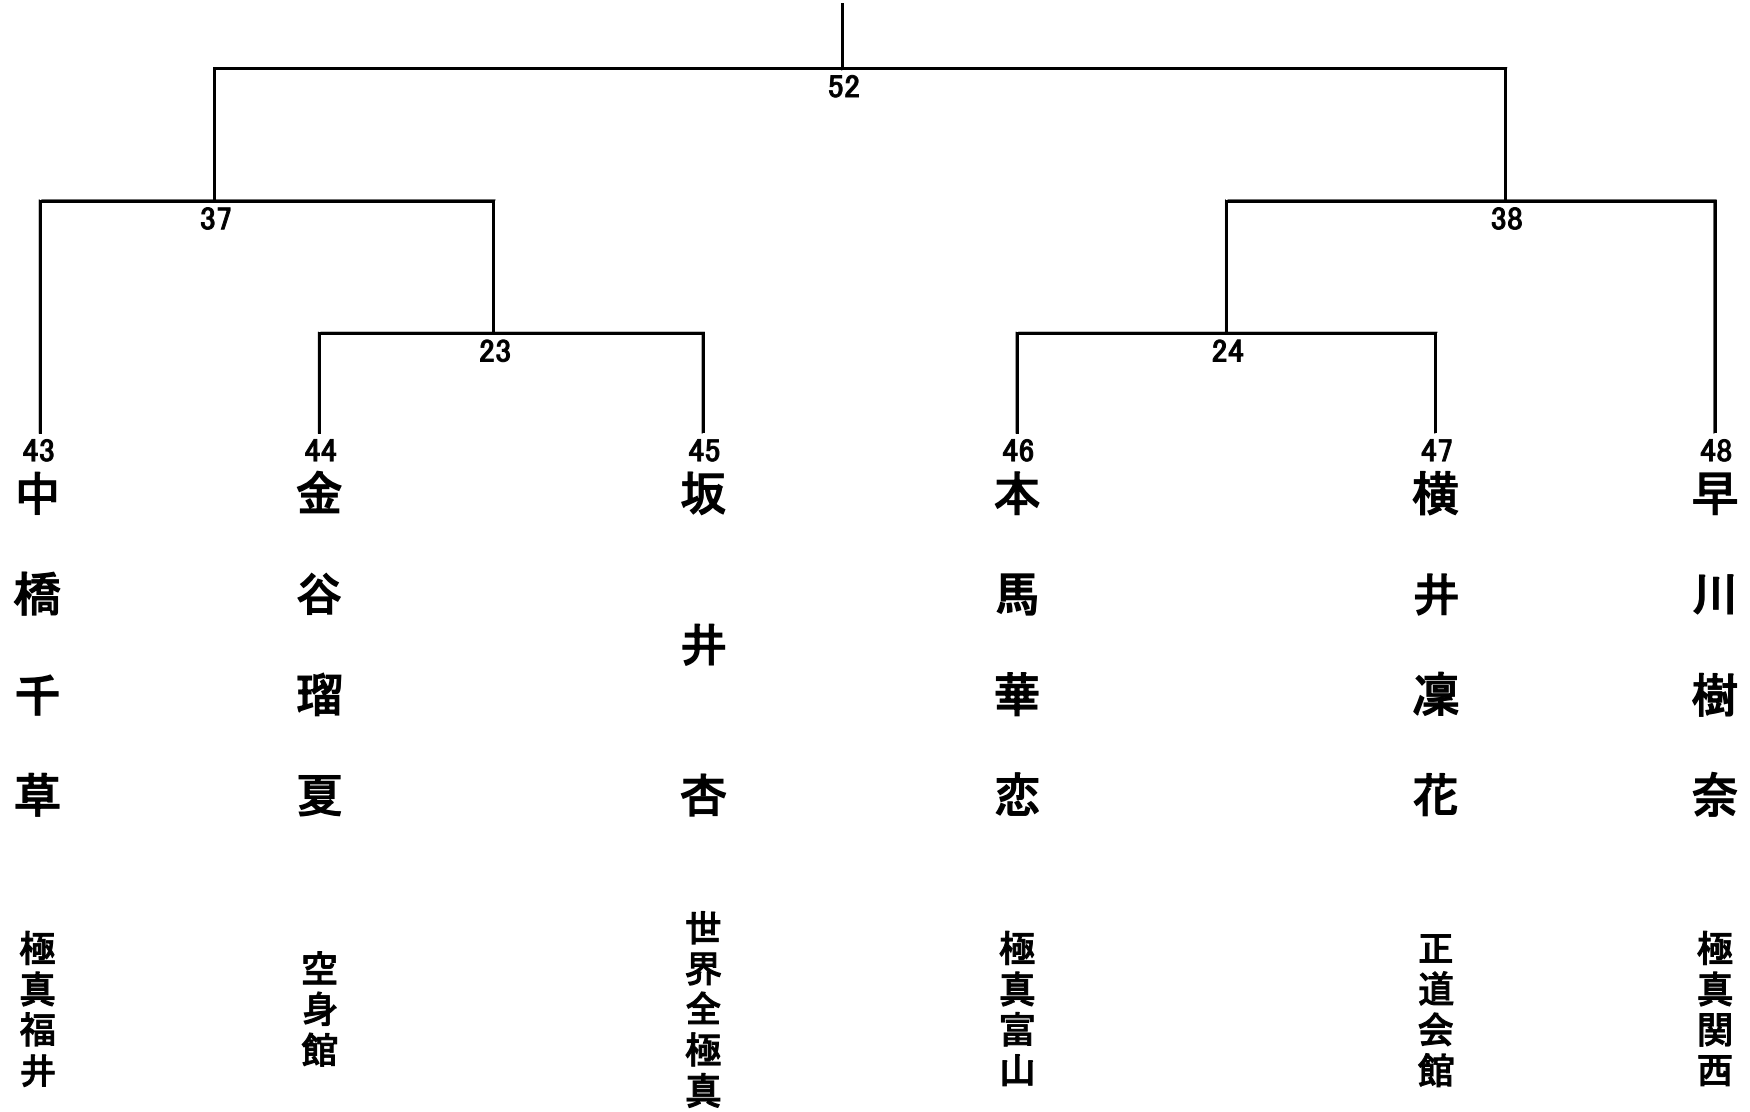 52
37
38
23
24
43
44
45
46
47
48
中橋千草
金谷瑠夏
坂井杏
本馬華恋
横井凜花
早川樹奈
極真福井
空身館
世界全極真
極真富山
正道会館
極真関西